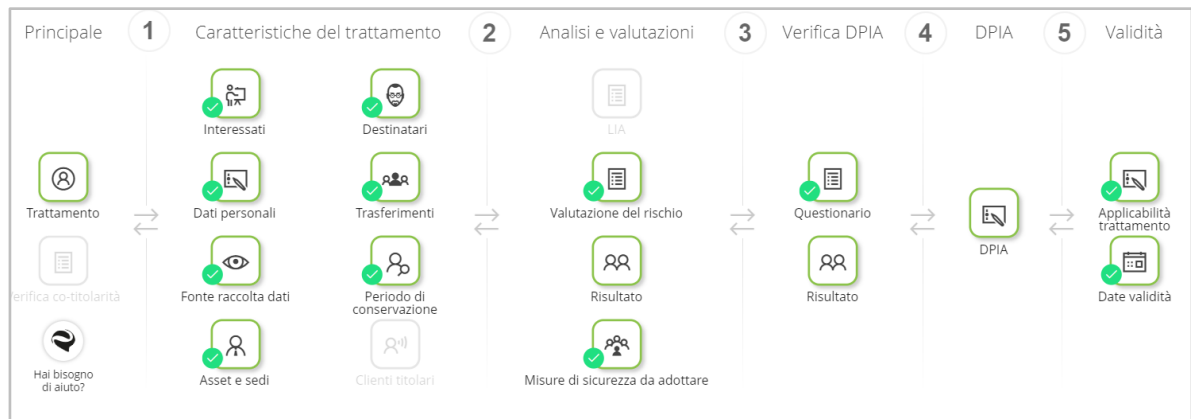 Principale
1
Caratteristiche del trattamento
2
Analisi e valutazioni
3
Verifica DPIA
4
DPIA
5
Validità
Interessati
Destinatari
LIA
Trattamento
Dati personali
Trasferimenti
Valutazione del rischio
Questionario
DPIA
Applicabilità
trattamento
Verifica co-titolarità
Fonte raccolta dati
Periodo di
conservazione
Risultato
Risultato
Date validità
Hai bisogno
di aiuto?
Asset e sedi
Clienti titolari
Misure di sicurezza da adottare